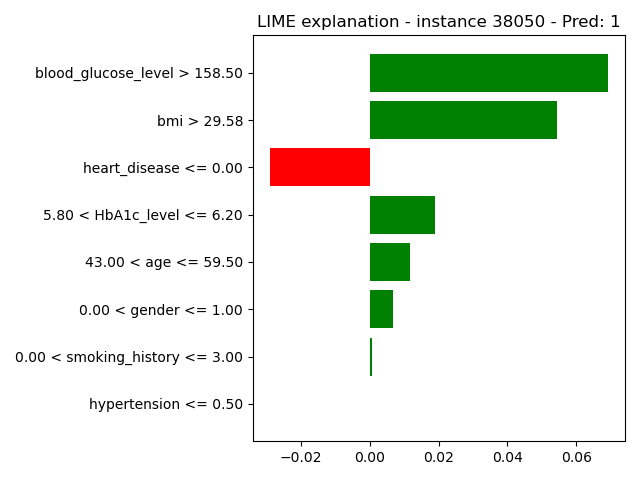 LIME explanation - instance 38050 - Pred: 1
blood_glucose_level > 158.50
bmi > 29.58
heart_disease <= 0.00
5.80 < HbA1c_level <= 6.20
43.00 < age <= 59.50
0.00 < gender <= 1.00
0.00 < smoking_history <= 3.00
hypertension <= 0.50
−0.02 0.00 0.02 0.04 0.06